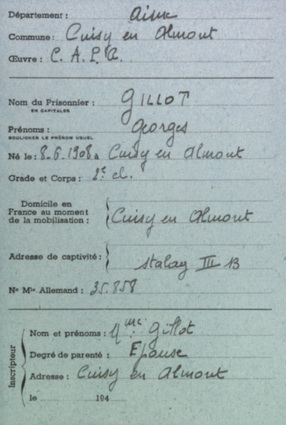 Département : Aisne
Commune : Cuisy en Almont
Œuvre : C. A. P. G.
Nom du Prisonnier : GILLOT
EN CAPITALES
Prénoms : Georges
SOULIGNER LE PRÉNOM USUEL
Né le : 8.6.1908 à Cuisy en Almont
Grade et Corps : 2e cl.
Domicile en
France au moment
de la mobilisation : Cuisy en Almont
Adresse de captivité : Stalag III B
No Mle Allemand : 35.858
Inscripteur
Nom et prénoms : Mme Gillot
Degré de parenté : Epouse
Adresse : Cuisy en Almont
le 194